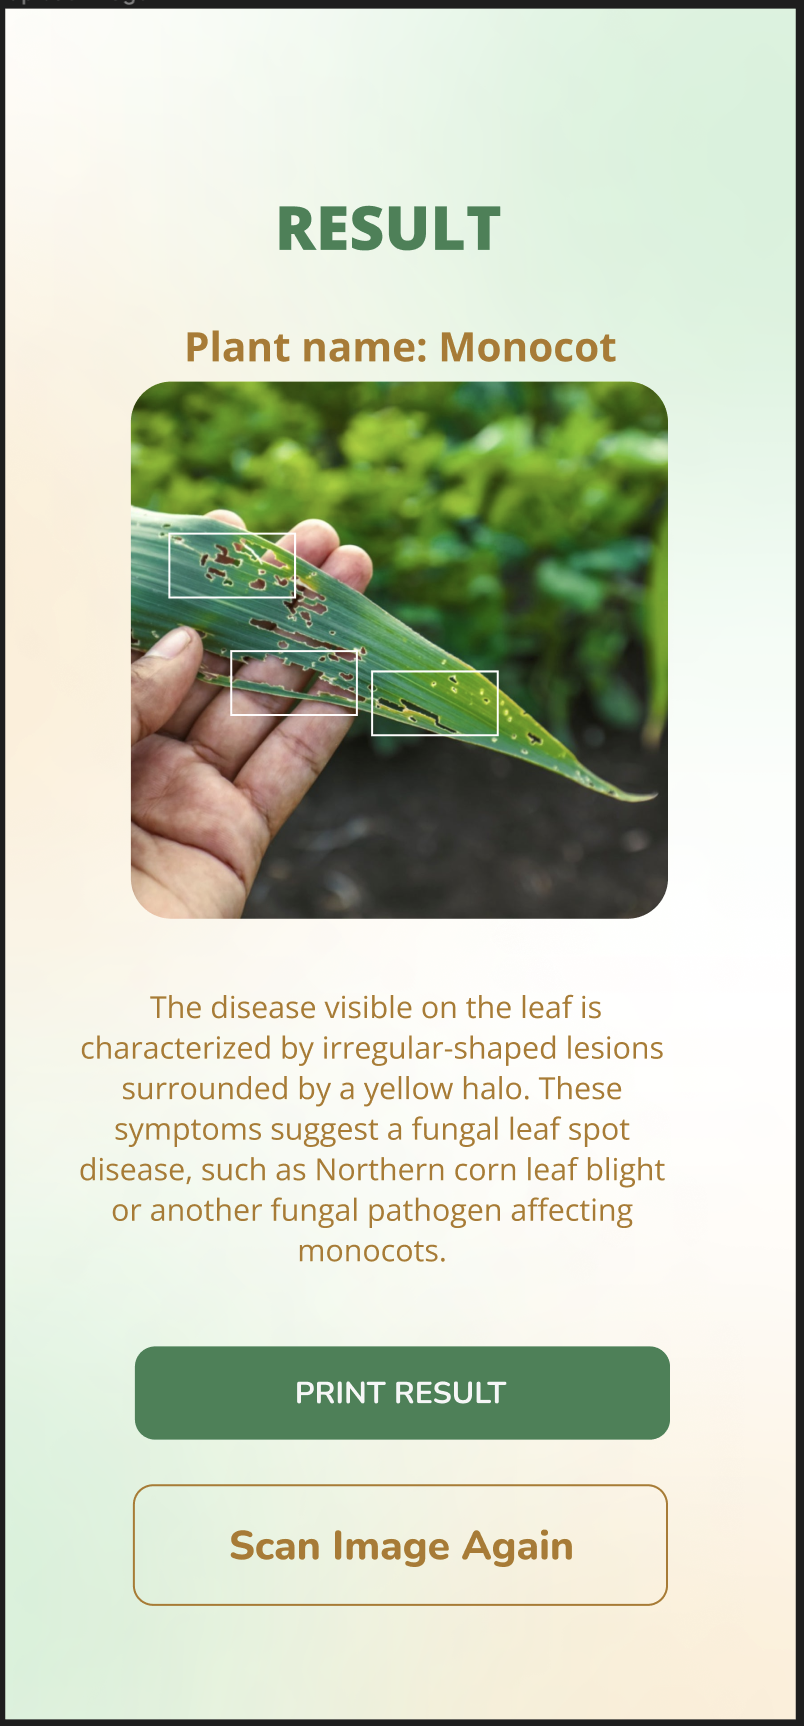 RESULT
Plant name: Monocot
The disease visible on the leaf is
characterized by irregular-shaped lesions
surrounded by a yellow halo. These
symptoms suggest a fungal leaf spot
disease, such as Northern corn leaf blight
or another fungal pathogen affecting
monocots.
PRINT RESULT
Scan Image Again